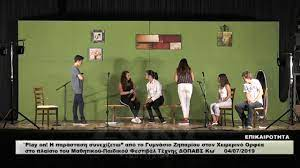 ΕΠΙΚΑΙΡΟΤΗΤΑ
"Play on! Η παράσταση συνεχίζεται" από το Γυμνάσιο Ζηπαρίου στον Χειμερινό Ορφέα
στο πλαίσιο του Μαθητικού-Παιδικού Φεστιβάλ Τέχνης ΔΟΠΑΒΣ Κω 04/07/2019